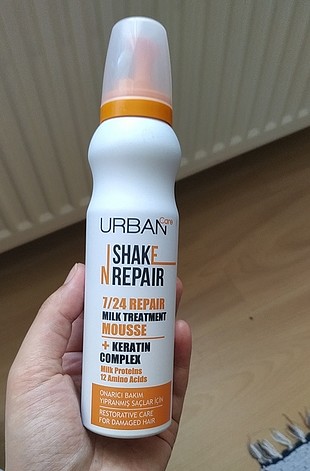 URBAN Care
SHAKE
N REPAIR
7/24 REPAIR
MILK TREATMENT
MOUSSE
+ KERATIN
COMPLEX
Milk Proteins
12 Amino Acids
ONARICI BAKIM
YIPRANMIŞ SAÇLAR İÇİN
RESTORATIVE CARE
FOR DAMAGED HAIR